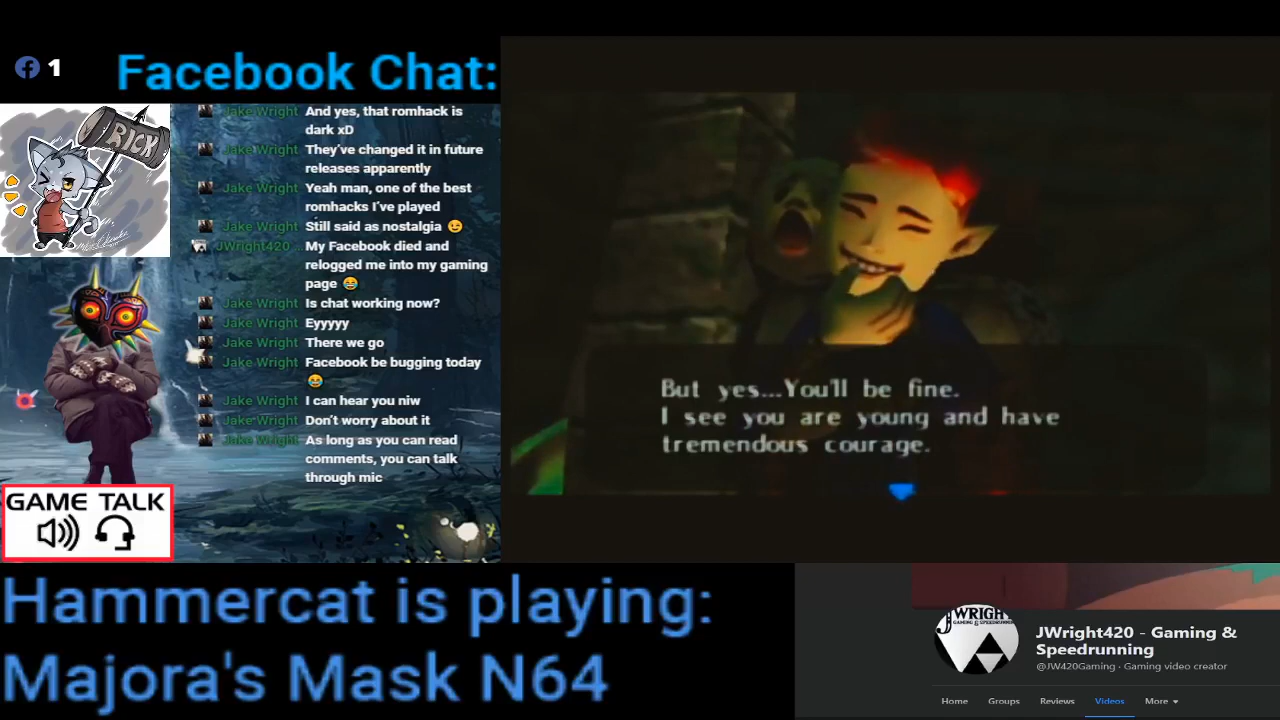 1
Facebook Chat:
RICK
Jake Wright And yes, that romhack is
dark xD
Jake Wright They've changed it in future
releases apparently
Jake Wright Yeah man, one of the best
romhacks I've played
Jake Wright Still said as nostalgia 😉
JWright420 ... My Facebook died and
relogged me into my gaming
page 😂
Jake Wright Is chat working now?
Jake Wright Eyyyyy
Jake Wright There we go
Jake Wright Facebook be bugging today
😂
Jake Wright I can hear you niw
Jake Wright Don't worry about it
Jake Wright As long as you can read
comments, you can talk
through mic
GAME TALK
But yes...You'll be fine.
I see you are young and have
tremendous courage.
Hammercat is playing:
Majora's Mask N64
JWRIGHT
GAMING & SPEEDRUNNING
JWright420 - Gaming &
Speedrunning
@JW420Gaming · Gaming video creator
Home Groups Reviews Videos More